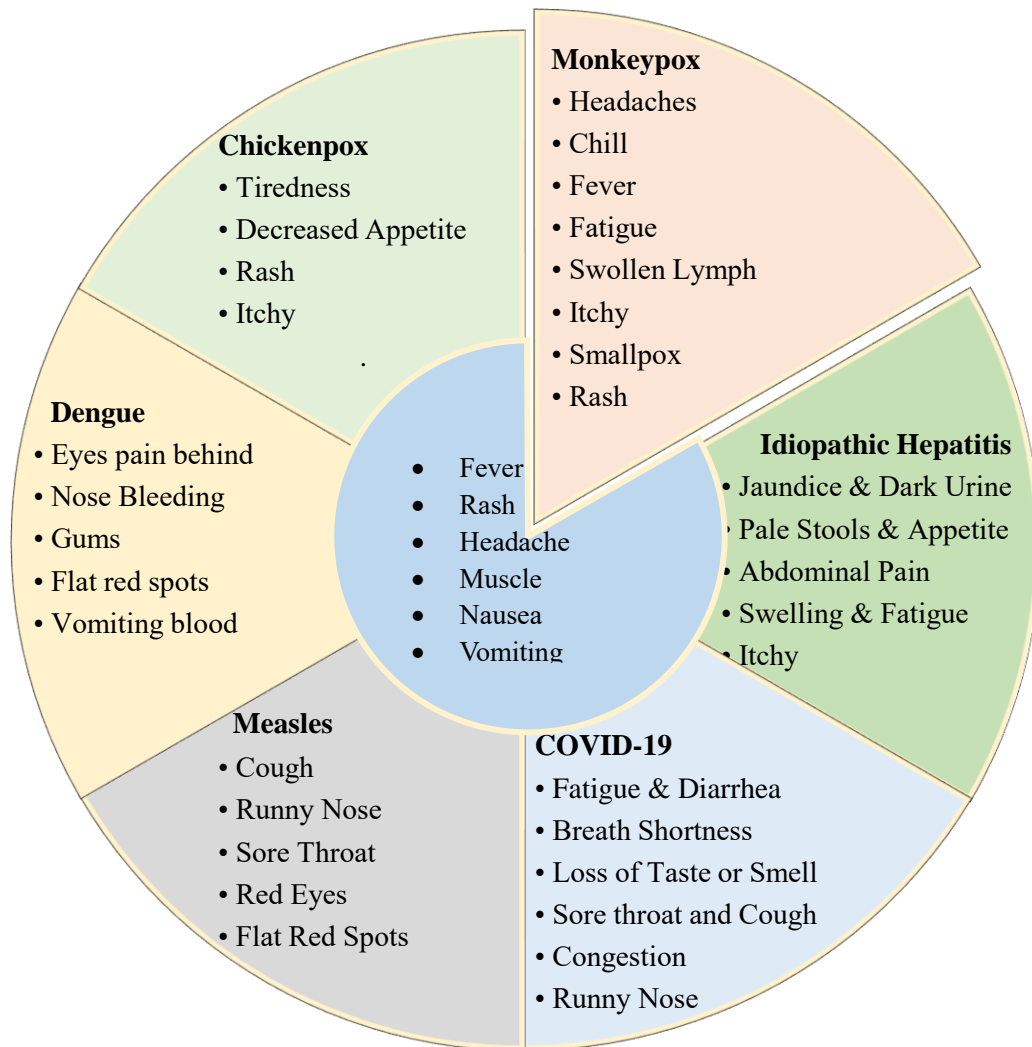 Monkeypox
• Headaches
• Chill
• Fever
• Fatigue
• Swollen Lymph
• Itchy
• Smallpox
• Rash
Chickenpox
• Tiredness
• Decreased Appetite
• Rash
• Itchy
.
Dengue
• Eyes pain behind
• Nose Bleeding
• Gums
• Flat red spots
• Vomiting blood
• Fever
• Rash
• Headache
• Muscle
• Nausea
• Vomiting
Idiopathic Hepatitis
• Jaundice & Dark Urine
• Pale Stools & Appetite
• Abdominal Pain
• Swelling & Fatigue
• Itchy
Measles
• Cough
• Runny Nose
• Sore Throat
• Red Eyes
• Flat Red Spots
COVID-19
• Fatigue & Diarrhea
• Breath Shortness
• Loss of Taste or Smell
• Sore throat and Cough
• Congestion
• Runny Nose